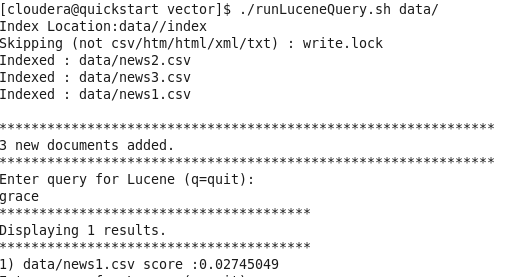 [cloudera@quickstart vector]$ ./runLuceneQuery.sh data/
Index Location:data//index
Skipping (not csv/htm/html/xml/txt) : write.lock
Indexed : data/news2.csv
Indexed : data/news3.csv
Indexed : data/news1.csv
***************************************************************
3 new documents added.
***************************************************************
Enter query for Lucene (q=quit):
grace
****************************************
Displaying 1 results.
****************************************
1) data/news1.csv score :0.02745049